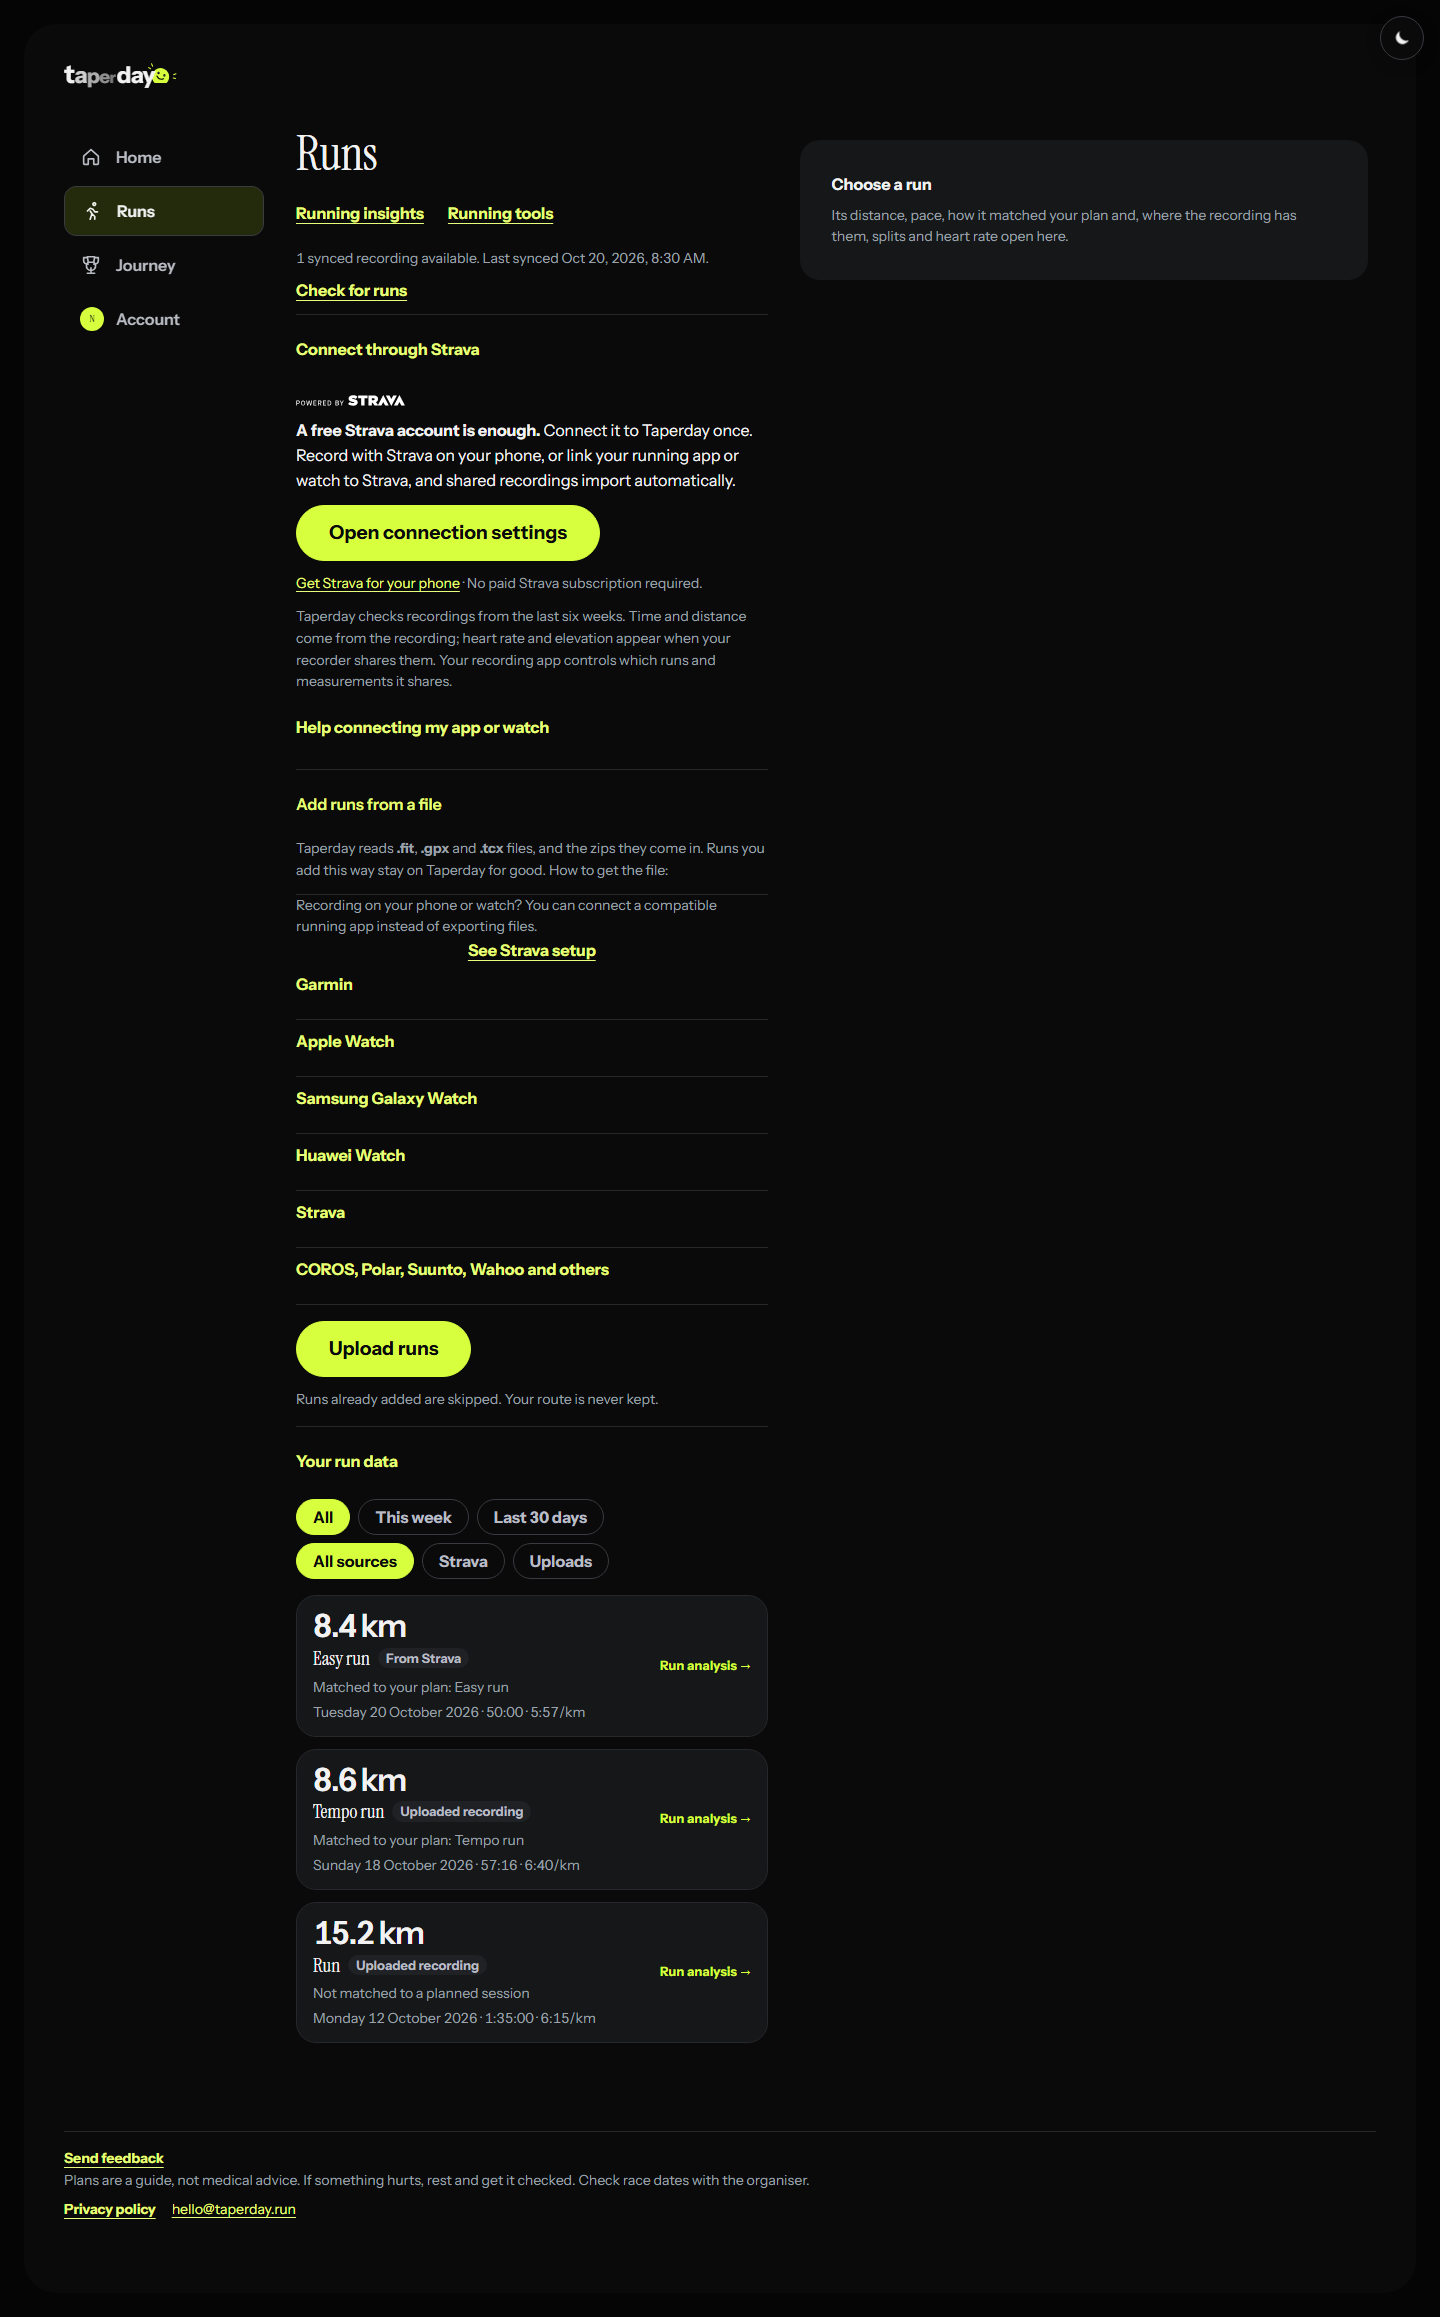 taperday
Home
Runs
Journey
N
Account
Runs
Running insights Running tools
1 synced recording available. Last synced Oct 20, 2026, 8:30 AM.
Check for runs
Connect through Strava
POWERED BY STRAVA
A free Strava account is enough. Connect it to Taperday once.
Record with Strava on your phone, or link your running app or
watch to Strava, and shared recordings import automatically.
Open connection settings
Get Strava for your phone · No paid Strava subscription required.
Taperday checks recordings from the last six weeks. Time and distance
come from the recording; heart rate and elevation appear when your
recorder shares them. Your recording app controls which runs and
measurements it shares.
Help connecting my app or watch
Add runs from a file
Taperday reads .fit, .gpx and .tcx files, and the zips they come in. Runs you
add this way stay on Taperday for good. How to get the file:
Recording on your phone or watch? You can connect a compatible
running app instead of exporting files.
See Strava setup
Garmin
Apple Watch
Samsung Galaxy Watch
Huawei Watch
Strava
COROS, Polar, Suunto, Wahoo and others
Upload runs
Runs already added are skipped. Your route is never kept.
Your run data
All This week Last 30 days
All sources Strava Uploads
8.4 km
Easy run From Strava
Run analysis →
Matched to your plan: Easy run
Tuesday 20 October 2026 · 50:00 · 5:57/km
8.6 km
Tempo run Uploaded recording
Run analysis →
Matched to your plan: Tempo run
Sunday 18 October 2026 · 57:16 · 6:40/km
15.2 km
Run Uploaded recording
Run analysis →
Not matched to a planned session
Monday 12 October 2026 · 1:35:00 · 6:15/km
Choose a run
Its distance, pace, how it matched your plan and, where the recording has
them, splits and heart rate open here.
Send feedback
Plans are a guide, not medical advice. If something hurts, rest and get it checked. Check race dates with the organiser.
Privacy policy hello@taperday.run